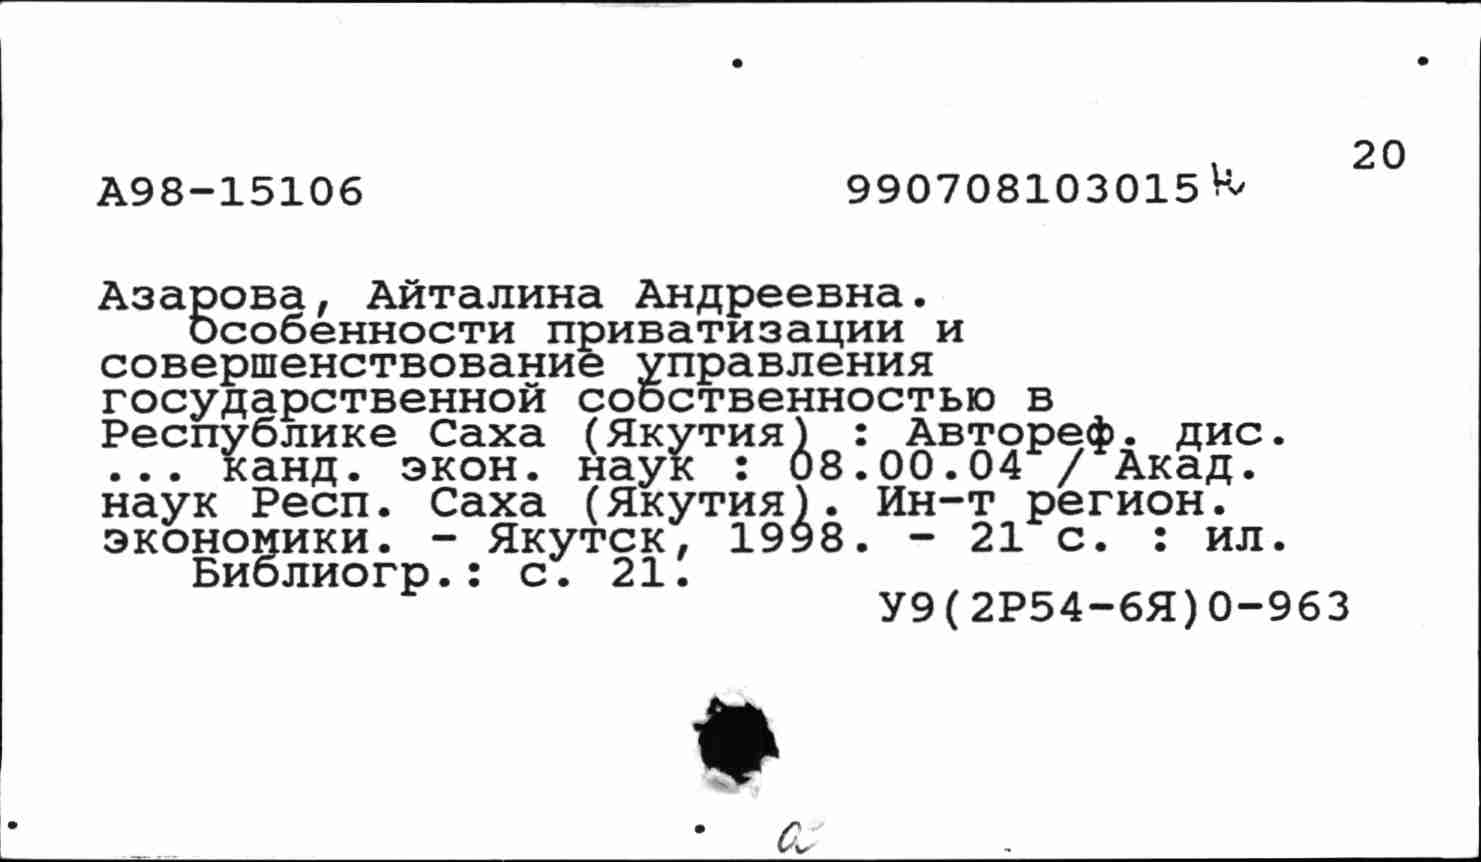 20
А98-15106 990708103015
Азарова, Айталина Андреевна.
Особенности приватизации и
совершенствование управления
государственной собственностью в
Республике Саха (Якутия) : Автореф. дис.
... канд. экон. наук : 08.00.04 / Акад.
наук Респ. Саха (Якутия). Ин-т регион.
экономики. - Якутск, 1998. - 21 с. : ил.
Библиогр.: с. 21.
У9(2Р54-6Я)0-963
а